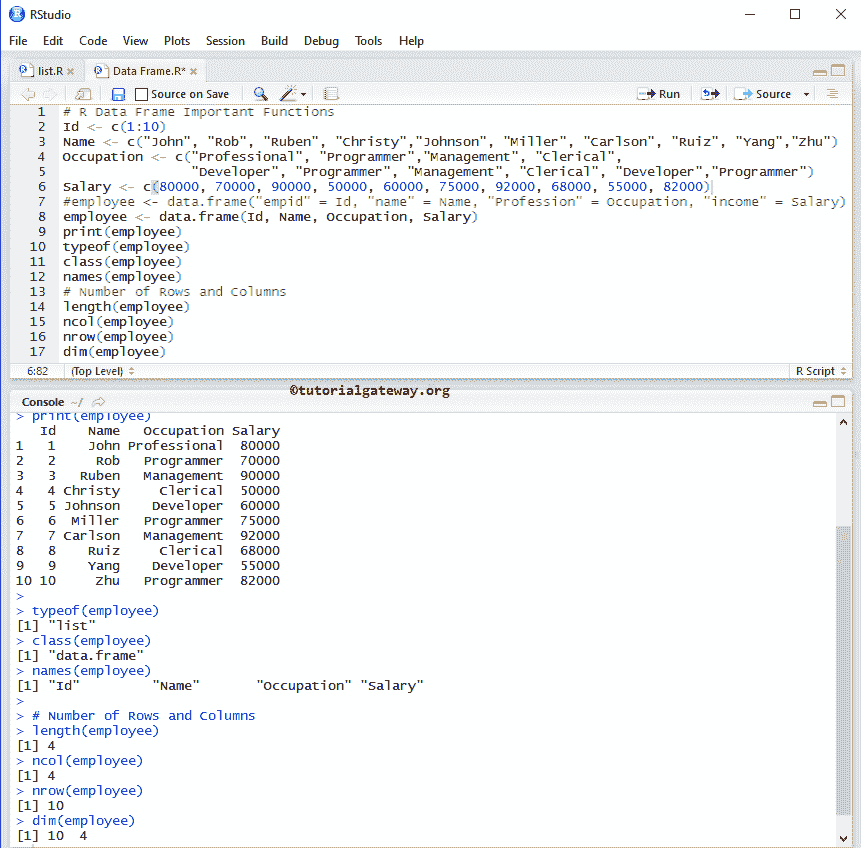 RStudio
File Edit Code View Plots Session Build Debug Tools Help
list.R × Data Frame.R* ×
Source on Save Run Source
1 # R Data Frame Important Functions
2 Id <- c(1:10)
3 Name <- c("John", "Rob", "Ruben", "Christy","Johnson", "Miller", "Carlson", "Ruiz", "Yang","Zhu")
4 Occupation <- c("Professional", "Programmer","Management", "Clerical",
5 "Developer", "Programmer", "Management", "Clerical", "Developer","Programmer")
6 Salary <- c(80000, 70000, 90000, 50000, 60000, 75000, 92000, 68000, 55000, 82000)
7 #employee <- data.frame("empid" = Id, "name" = Name, "Profession" = Occupation, "income" = Salary)
8 employee <- data.frame(Id, Name, Occupation, Salary)
9 print(employee)
10 typeof(employee)
11 class(employee)
12 names(employee)
13 # Number of Rows and Columns
14 length(employee)
15 ncol(employee)
16 nrow(employee)
17 dim(employee)
6:82 (Top Level) R Script
©tutorialgateway.org
Console ~/
> print(employee)
Id Name Occupation Salary
1 1 John Professional 80000
2 2 Rob Programmer 70000
3 3 Ruben Management 90000
4 4 Christy Clerical 50000
5 5 Johnson Developer 60000
6 6 Miller Programmer 75000
7 7 Carlson Management 92000
8 8 Ruiz Clerical 68000
9 9 Yang Developer 55000
10 10 Zhu Programmer 82000
>
> typeof(employee)
[1] "list"
> class(employee)
[1] "data.frame"
> names(employee)
[1] "Id" "Name" "Occupation" "Salary"
>
> # Number of Rows and Columns
> length(employee)
[1] 4
> ncol(employee)
[1] 4
> nrow(employee)
[1] 10
> dim(employee)
[1] 10 4